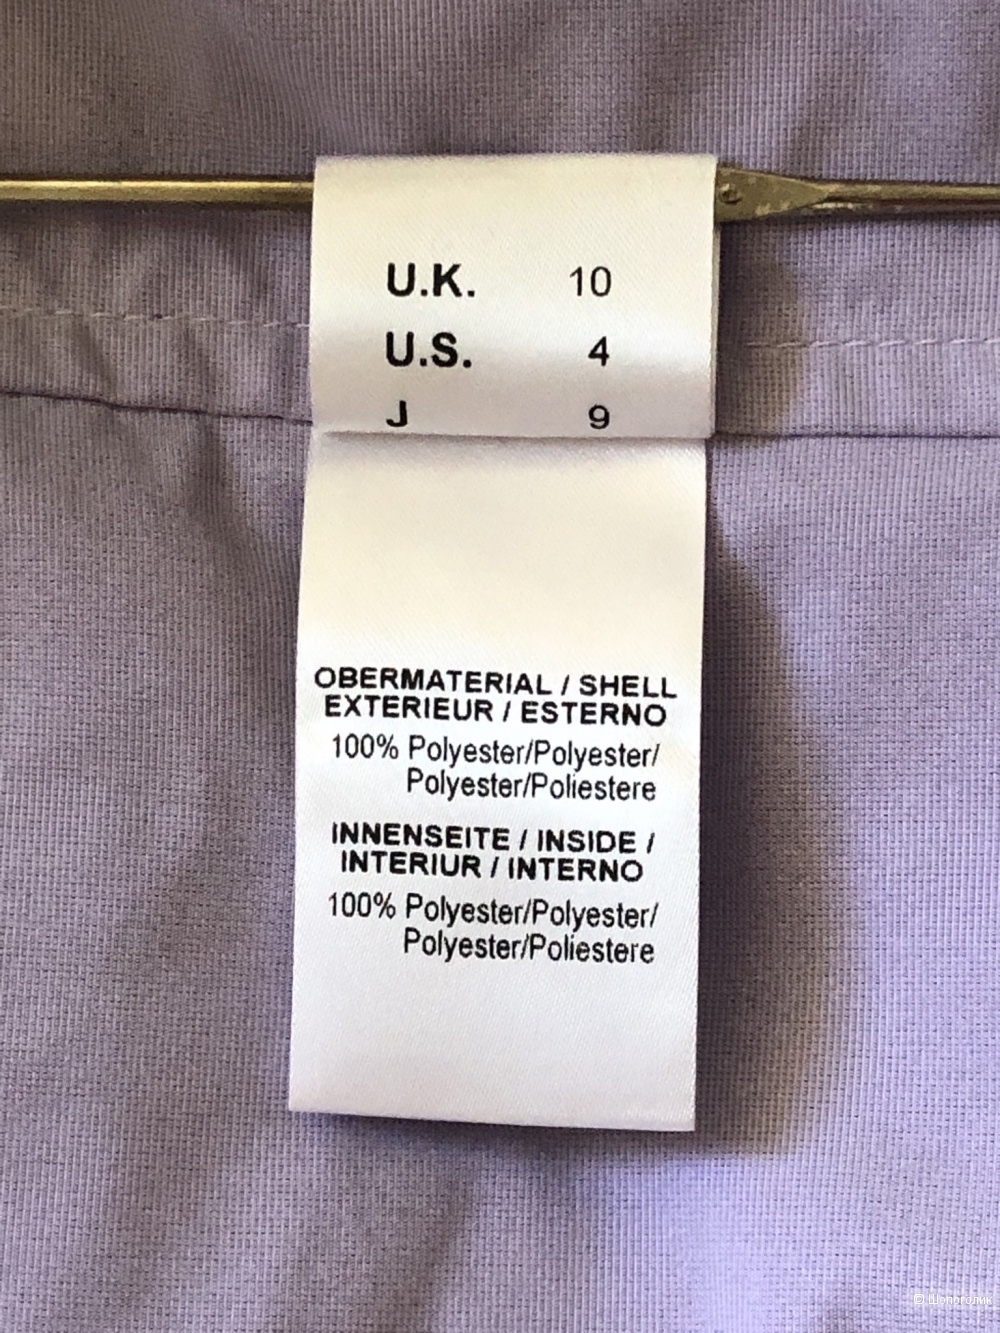 U.K. 10
U.S. 4
J 9
OBERMATERIAL / SHELL
EXTERIEUR / ESTERNO
100% Polyester/Polyester/
Polyester/Poliestere
INNENSEITE / INSIDE /
INTERIUR / INTERNO
100% Polyester/Polyester/
Polyester/Poliestere
© Шопоголик